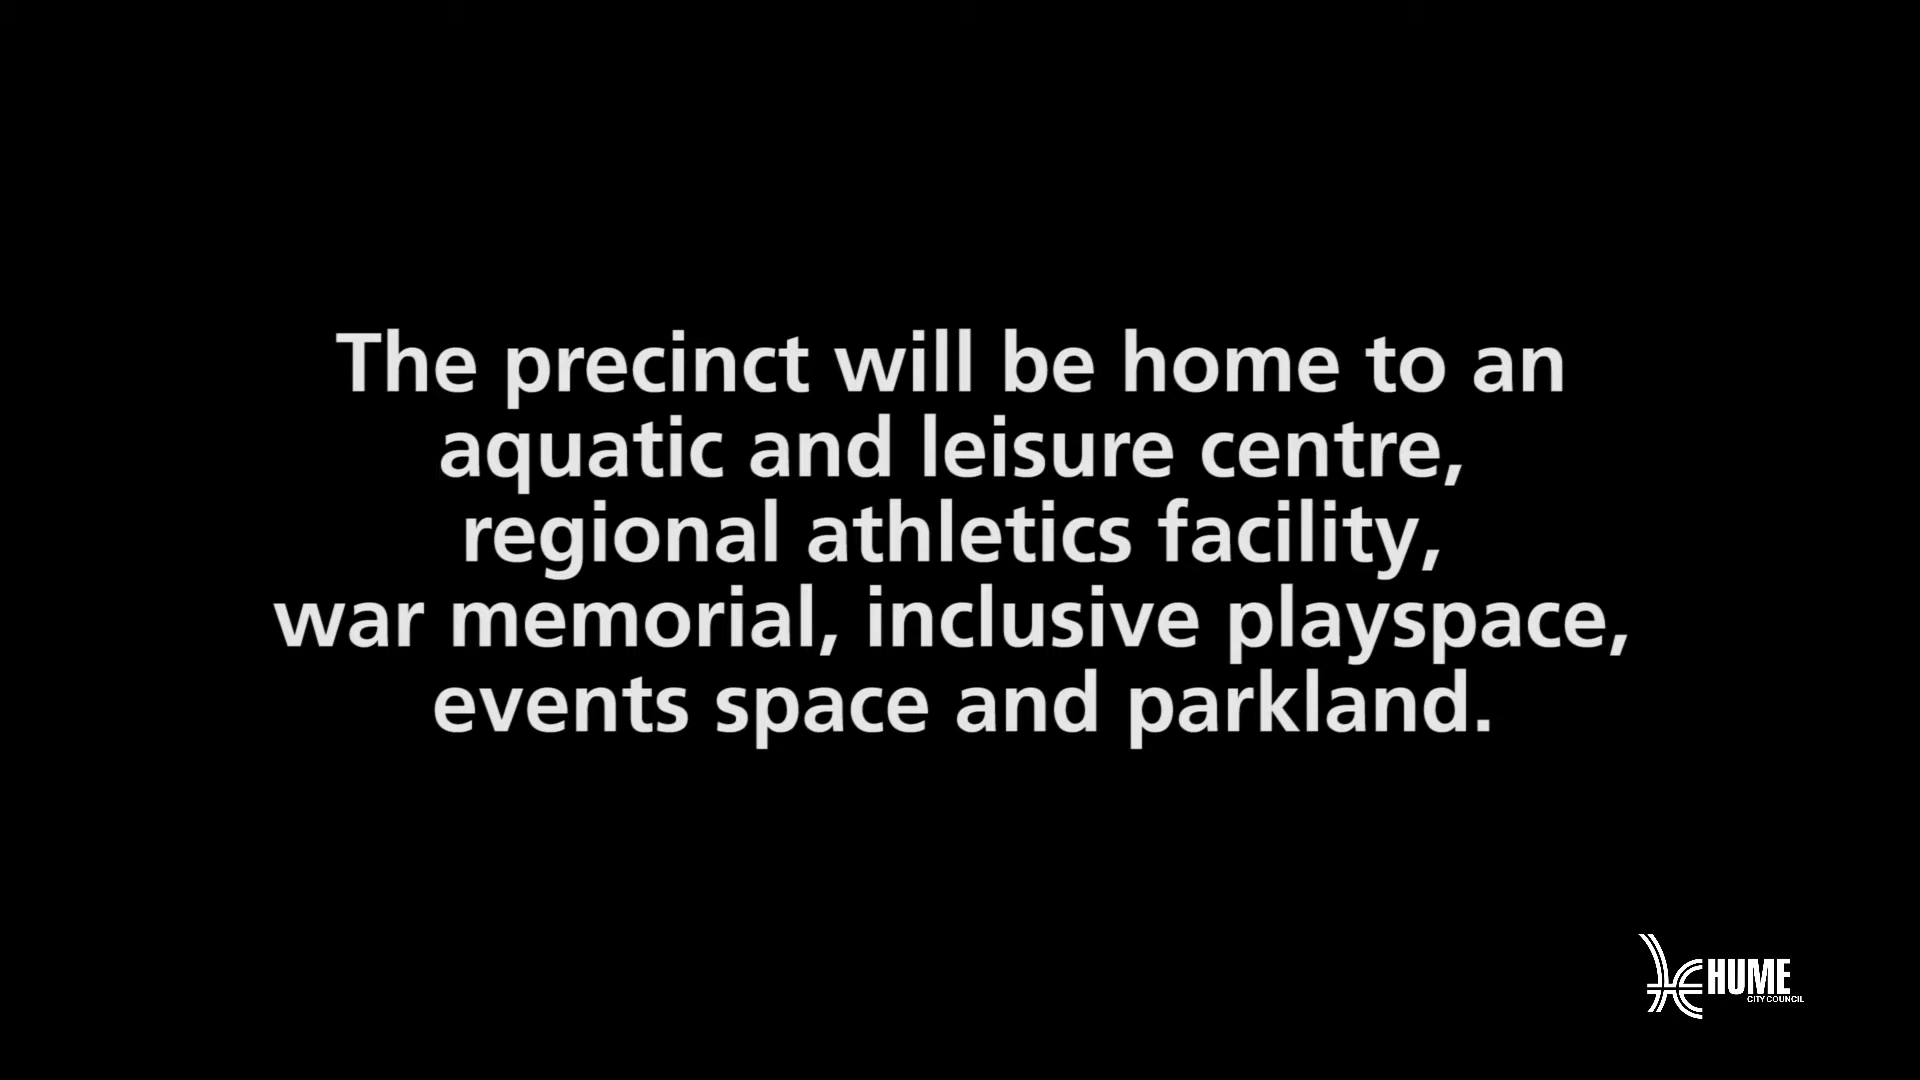 The precinct will be home to an
aquatic and leisure centre,
regional athletics facility,
war memorial, inclusive playspace,
events space and parkland.
HUME
CITY COUNCIL